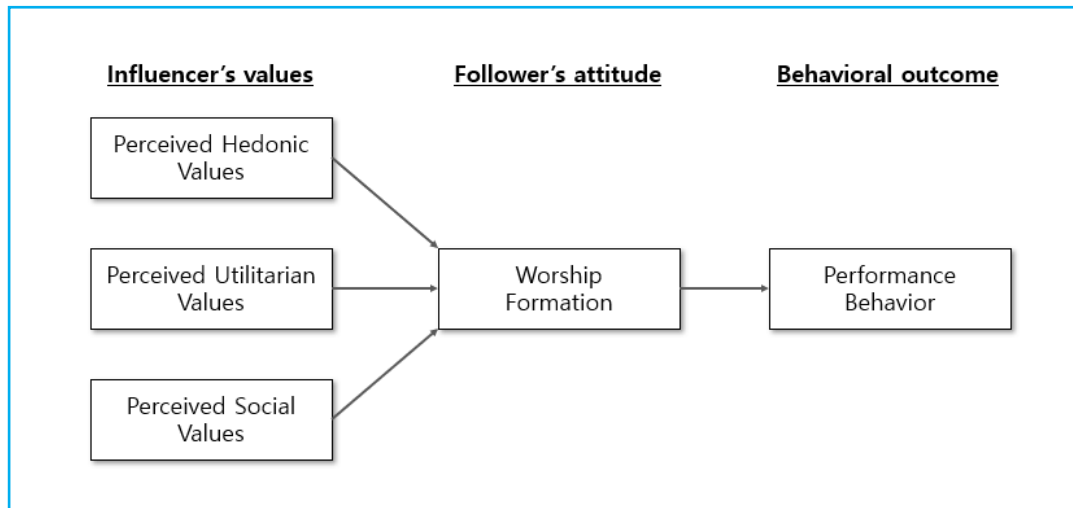 Influencer's values
Follower's attitude
Behavioral outcome
Perceived Hedonic
Values
Perceived Utilitarian
Values
Worship
Formation
Performance
Behavior
Perceived Social
Values